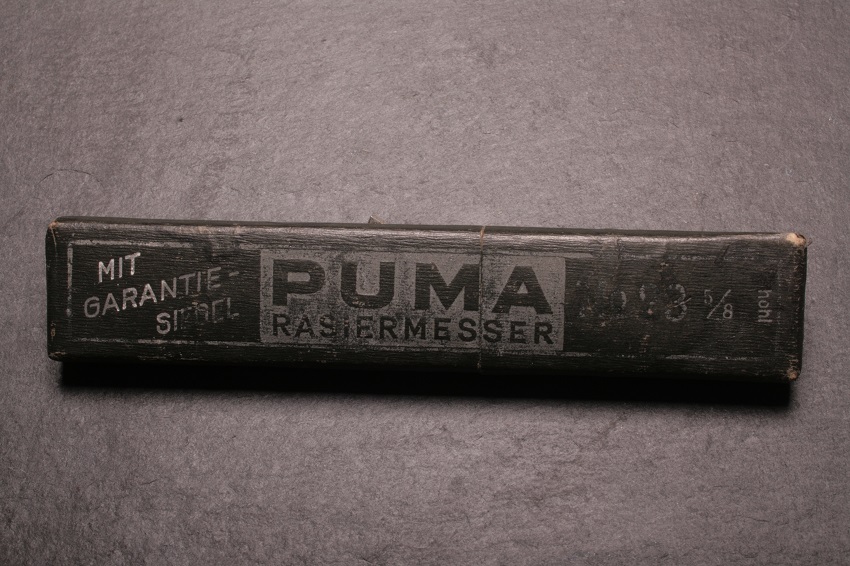 MIT
GARANTIE-
SIEGEL
PUMA
RASIERMESSER
5/8
hohl